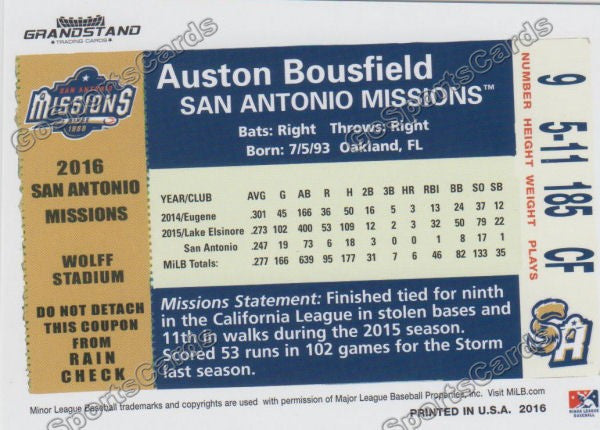 GRANDSTAND
TRADING CARDS
SAN ANTONIO
MISSIONS
1888
2016
SAN ANTONIO
MISSIONS
WOLFF
STADIUM
DO NOT DETACH
THIS COUPON
FROM
RAIN
CHECK
Auston Bousfield
SAN ANTONIO MISSIONS™
Bats: Right Throws: Right
Born: 7/5/93 Oakland, FL
YEAR/CLUB AVG G AB R H 2B 3B HR RBI BB SO SB
2014/Eugene .301 45 166 36 50 16 5 3 13 24 37 12
2015/Lake Elsinore .273 102 400 53 109 12 2 3 32 50 79 22
San Antonio .247 19 73 6 18 3 0 0 1 8 17 1
MiLB Totals: .277 166 639 95 177 31 7 6 46 82 133 35
Missions Statement: Finished tied for ninth
in the California League in stolen bases and
11th in walks during the 2015 season.
Scored 53 runs in 102 games for the Storm
last season.
NUMBER HEIGHT WEIGHT PLAYS
9 5-11 185 CF
SA
MINOR LEAGUE
BASEBALL
Minor League Baseball trademarks and copyrights are used with permission of Major League Baseball Properties, Inc. Visit MiLB.com
PRINTED IN U.S.A. 2016
GoSportsCards